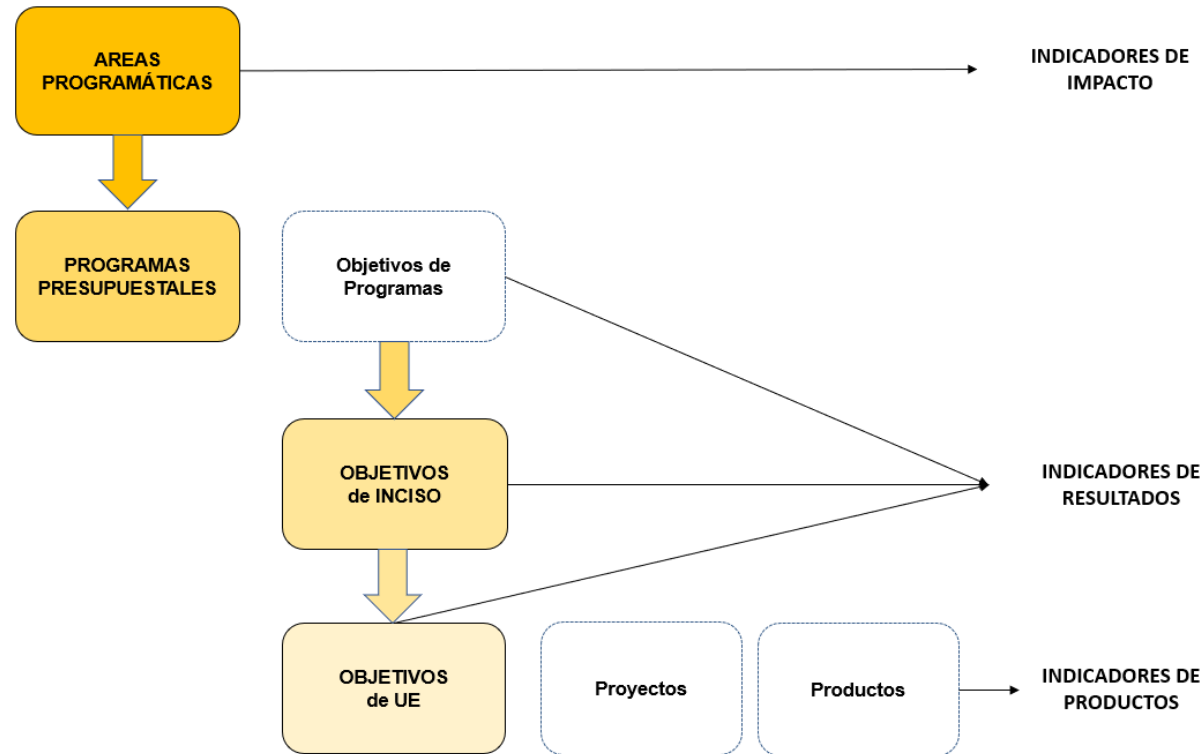 AREAS
PROGRAMÁTICAS
INDICADORES DE
IMPACTO
PROGRAMAS
PRESUPUESTALES
Objetivos de
Programas
OBJETIVOS
de INCISO
INDICADORES DE
RESULTADOS
OBJETIVOS
de UE
Proyectos
Productos
INDICADORES DE
PRODUCTOS